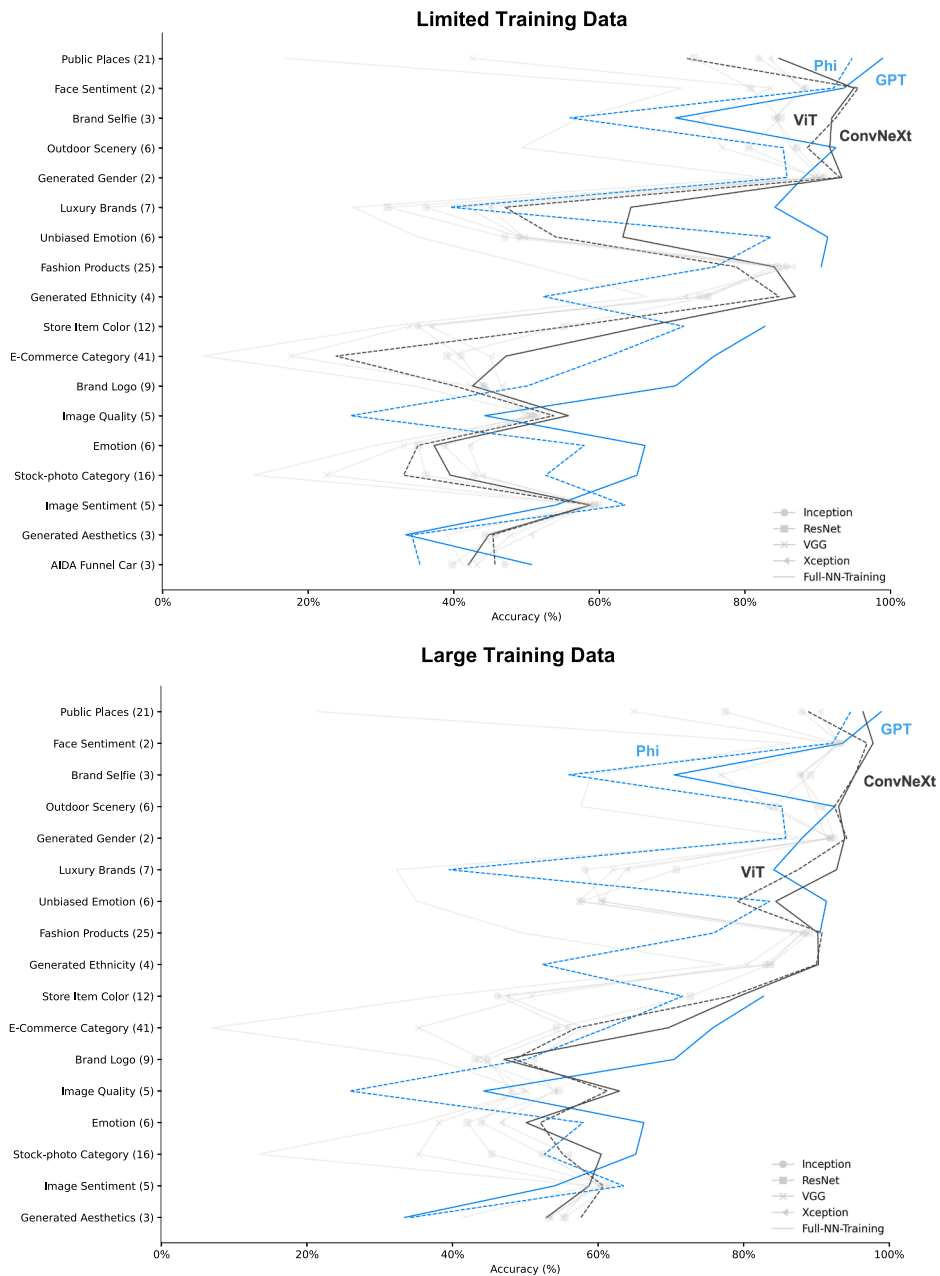 Limited Training Data
Public Places (21)
Face Sentiment (2)
Brand Selfie (3)
Outdoor Scenery (6)
Generated Gender (2)
Luxury Brands (7)
Unbiased Emotion (6)
Fashion Products (25)
Generated Ethnicity (4)
Store Item Color (12)
E-Commerce Category (41)
Brand Logo (9)
Image Quality (5)
Emotion (6)
Stock-photo Category (16)
Image Sentiment (5)
Generated Aesthetics (3)
AIDA Funnel Car (3)
Phi
GPT
ViT
ConvNeXt
Inception
ResNet
VGG
Xception
Full-NN-Training
0% 20% 40% 60% 80% 100%
Accuracy (%)
Large Training Data
Public Places (21)
Face Sentiment (2)
Brand Selfie (3)
Outdoor Scenery (6)
Generated Gender (2)
Luxury Brands (7)
Unbiased Emotion (6)
Fashion Products (25)
Generated Ethnicity (4)
Store Item Color (12)
E-Commerce Category (41)
Brand Logo (9)
Image Quality (5)
Emotion (6)
Stock-photo Category (16)
Image Sentiment (5)
Generated Aesthetics (3)
GPT
Phi
ConvNeXt
ViT
Inception
ResNet
VGG
Xception
Full-NN-Training
0% 20% 40% 60% 80% 100%
Accuracy (%)